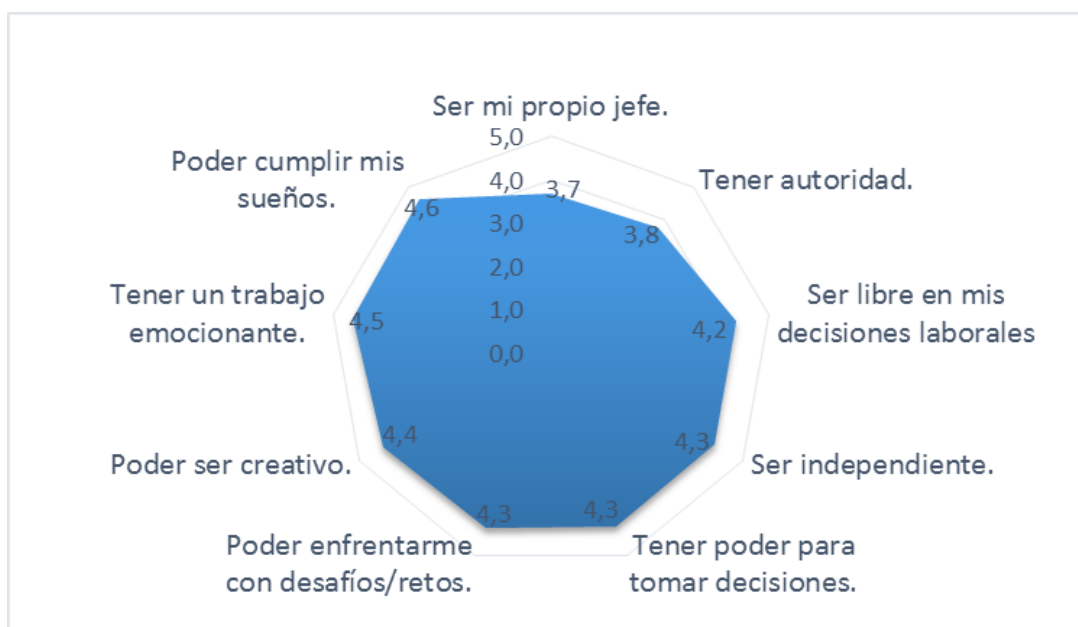 Ser mi propio jefe.
5,0
Poder cumplir mis
sueños.
4,0
3,7
Tener autoridad.
4,6
3,0
3,8
2,0
Tener un trabajo
emocionante.
4,5
1,0
0,0
4,2
Ser libre en mis
decisiones laborales
4,4
4,3
Poder ser creativo.
Ser independiente.
4,3
4,3
Poder enfrentarme
con desafíos/retos.
Tener poder para
tomar decisiones.